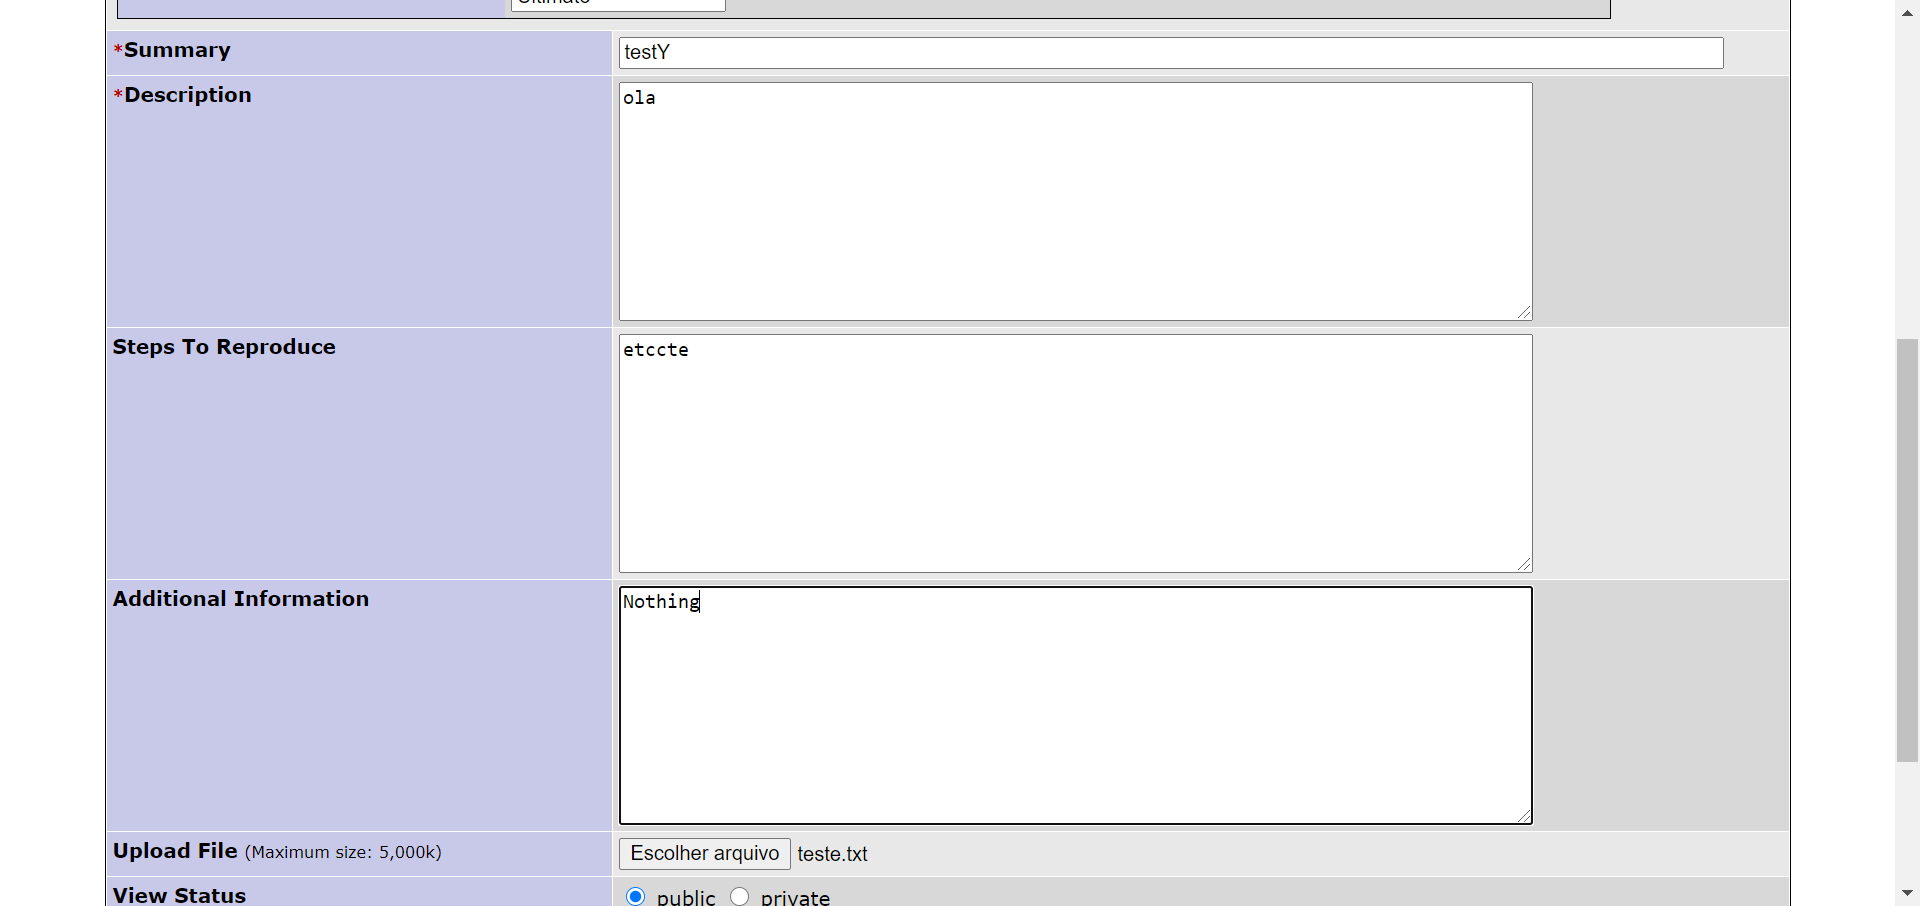 *Summary
testY
*Description
ola
Steps To Reproduce
etccte
Additional Information
Nothing
Upload File (Maximum size: 5,000k)
Escolher arquivo teste.txt
View Status
public private